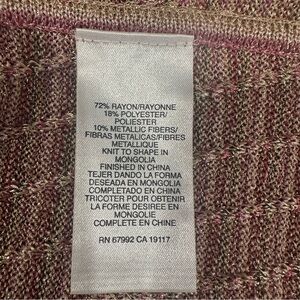 72% RAYON/RAYONNE
18% POLYESTER/
POLIESTER
10% METALLIC FIBERS/
FIBRAS METALICAS/FIBRES
METALLIQUE
KNIT TO SHAPE IN
MONGOLIA
FINISHED IN CHINA
TEJER DANDO LA FORMA
DESEADA EN MONGOLIA
COMPLETADO EN CHINA
TRICOTER POUR OBTENIR
LA FORME DESIREE EN
MONGOLIE
COMPLETE EN CHINE
RN 67992 CA 19117